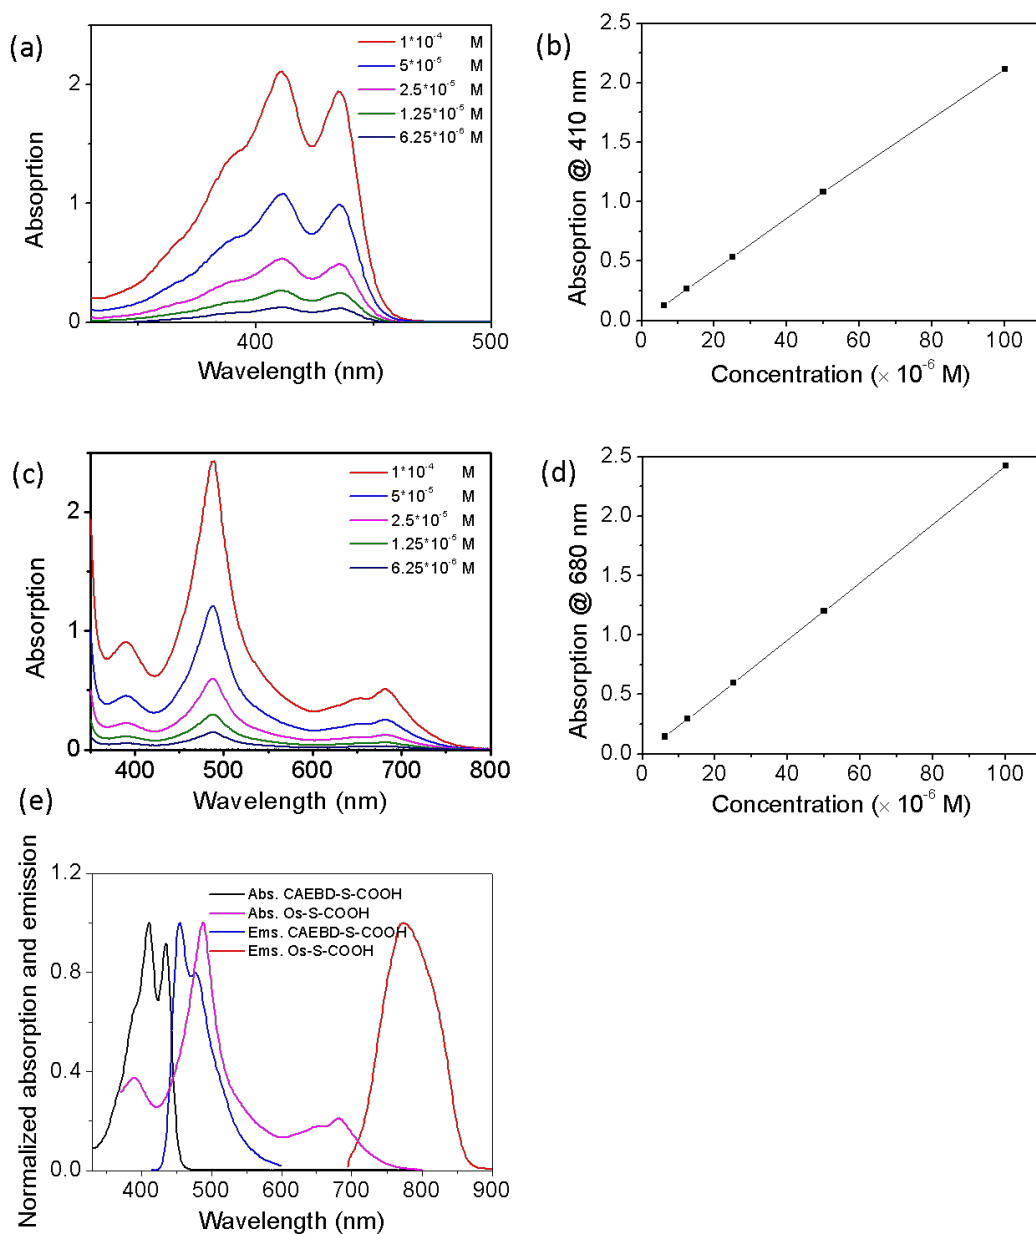 (a)
Absoprtion
2
1
0
1*10⁻⁴ M
5*10⁻⁵ M
2.5*10⁻⁵ M
1.25*10⁻⁵ M
6.25*10⁻⁶ M
400 500
Wavelength (nm)
(b)
Absoprtion @ 410 nm
2.5
2.0
1.5
1.0
0.5
0.0
0 20 40 60 80 100
Concentration (× 10⁻⁶ M)
(c)
Absorption
2
1
0
1*10⁻⁴ M
5*10⁻⁵ M
2.5*10⁻⁵ M
1.25*10⁻⁵ M
6.25*10⁻⁶ M
400 500 600 700 800
Wavelength (nm)
(d)
Absorption @ 680 nm
2.5
2.0
1.5
1.0
0.5
0.0
0 20 40 60 80 100
Concentration (× 10⁻⁶ M)
(e)
Normalized absorption and emission
1.2
0.8
0.4
0.0
Abs. CAEBD-S-COOH
Abs. Os-S-COOH
Ems. CAEBD-S-COOH
Ems. Os-S-COOH
400 500 600 700 800 900
Wavelength (nm)